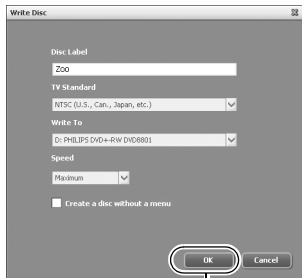 Write Disc
Disc Label
Zoo
TV Standard
NTSC (U.S., Can., Japan, etc.)
Write To
D: PHILIPS DVD+-RW DVD8801
Speed
Maximum
Create a disc without a menu
OK Cancel